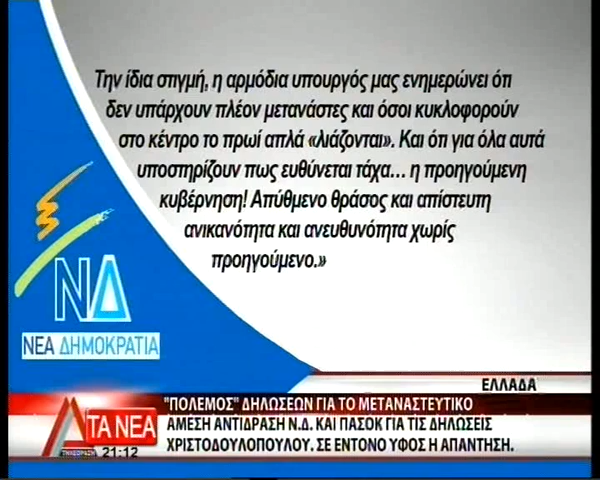 Την ίδια στιγμή, η αρμόδια υπουργός μας ενημερώνει ότι
δεν υπάρχουν πλέον μετανάστες και όσοι κυκλοφορούν
στο κέντρο το πρωί απλά «λιάζονται». Και ότι για όλα αυτά
υποστηρίζουν πως ευθύνεται τάχα... η προηγούμενη
κυβέρνηση! Απύθμενο θράσος και απίστευτη
ανικανότητα και ανευθυνότητα χωρίς
προηγούμενο.»
ΝΔ
ΝΕΑ ΔΗΜΟΚΡΑΤΙΑ
ΕΛΛΑΔΑ
"ΠΟΛΕΜΟΣ" ΔΗΛΩΣΕΩΝ ΓΙΑ ΤΟ ΜΕΤΑΝΑΣΤΕΥΤΙΚΟ
ΑΜΕΣΗ ΑΝΤΙΔΡΑΣΗ Ν.Δ. ΚΑΙ ΠΑΣΟΚ ΓΙΑ ΤΙΣ ΔΗΛΩΣΕΙΣ
ΧΡΙΣΤΟΔΟΥΛΟΠΟΥΛΟΥ. ΣΕ ΕΝΤΟΝΟ ΥΦΟΣ Η ΑΠΑΝΤΗΣΗ.
ΤΑ ΝΕΑ
ΤΗΛΕΟΡΑΣΗ
21:12